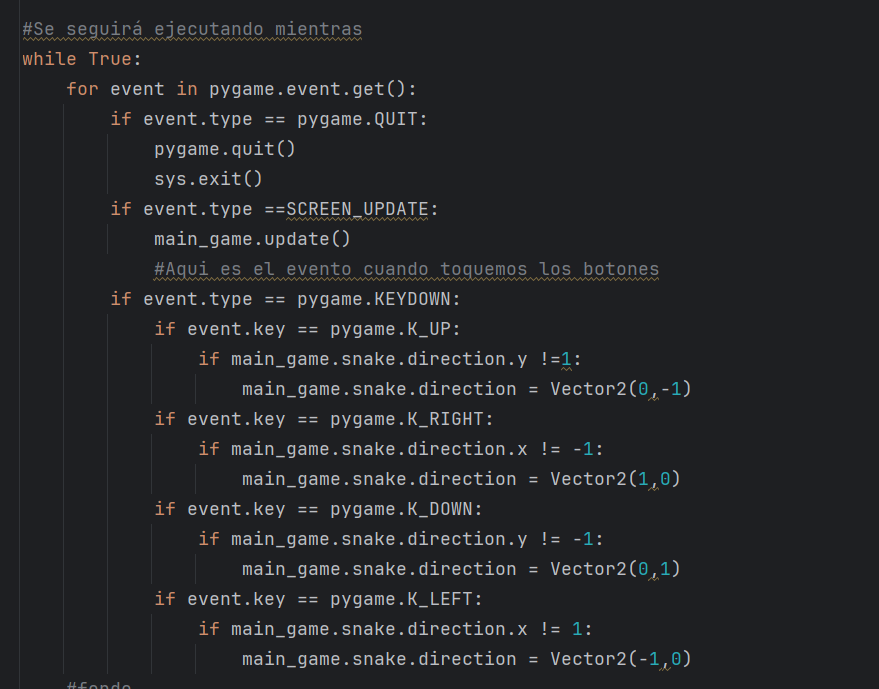 #Se seguirá ejecutando mientras
while True:
    for event in pygame.event.get():
        if event.type == pygame.QUIT:
            pygame.quit()
            sys.exit()
        if event.type ==SCREEN_UPDATE:
            main_game.update()
            #Aqui es el evento cuando toquemos los botones
        if event.type == pygame.KEYDOWN:
            if event.key == pygame.K_UP:
                if main_game.snake.direction.y !=1:
                    main_game.snake.direction = Vector2(0,-1)
            if event.key == pygame.K_RIGHT:
                if main_game.snake.direction.x != -1:
                    main_game.snake.direction = Vector2(1,0)
            if event.key == pygame.K_DOWN:
                if main_game.snake.direction.y != -1:
                    main_game.snake.direction = Vector2(0,1)
            if event.key == pygame.K_LEFT:
                if main_game.snake.direction.x != 1:
                    main_game.snake.direction = Vector2(-1,0)
    #fondo